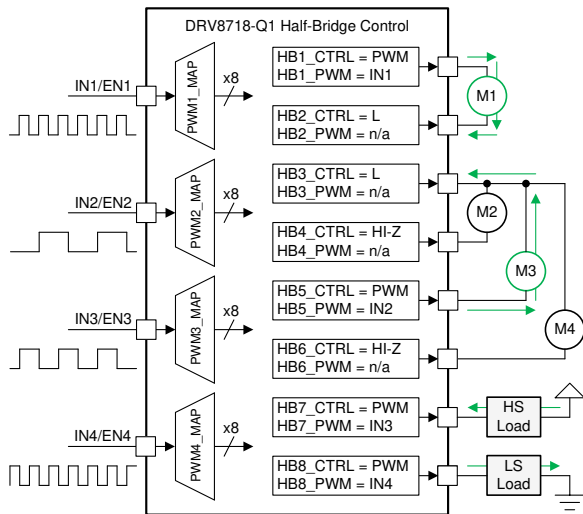 DRV8718-Q1 Half-Bridge Control
IN1/EN1
PWM1_MAP
x8
HB1_CTRL = PWM
HB1_PWM = IN1
M1
HB2_CTRL = L
HB2_PWM = n/a
IN2/EN2
PWM2_MAP
x8
HB3_CTRL = L
HB3_PWM = n/a
M2
HB4_CTRL = HI-Z
HB4_PWM = n/a
M3
IN3/EN3
PWM3_MAP
x8
HB5_CTRL = PWM
HB5_PWM = IN2
M4
HB6_CTRL = HI-Z
HB6_PWM = n/a
IN4/EN4
PWM4_MAP
x8
HB7_CTRL = PWM
HB7_PWM = IN3
HS
Load
HB8_CTRL = PWM
HB8_PWM = IN4
LS
Load